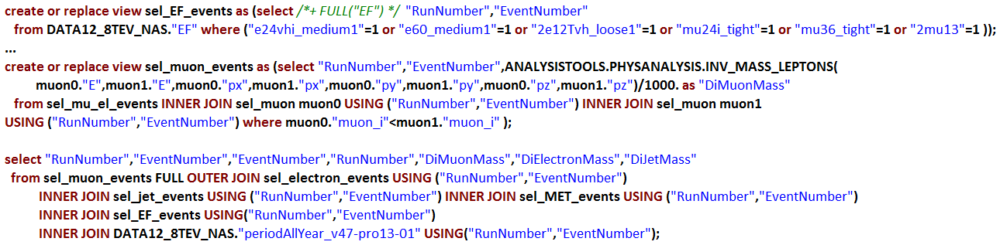 create or replace view sel_EF_events as (select /*+ FULL("EF") */ "RunNumber","EventNumber"
from DATA12_8TEV_NAS."EF" where ("e24vhi_medium1"=1 or "e60_medium1"=1 or "2e12Tvh_loose1"=1 or "mu24i_tight"=1 or "mu36_tight"=1 or "2mu13"=1 ));
...
create or replace view sel_muon_events as (select "RunNumber","EventNumber",ANALYSISTOOLS.PHYSANALYSIS.INV_MASS_LEPTONS(
muon0."E",muon1."E",muon0."px",muon1."px",muon0."py",muon1."py",muon0."pz",muon1."pz")/1000. as "DiMuonMass"
from sel_mu_el_events INNER JOIN sel_muon muon0 USING ("RunNumber","EventNumber") INNER JOIN sel_muon muon1
USING ("RunNumber","EventNumber") where muon0."muon_i"<muon1."muon_i" );
select "RunNumber","EventNumber","EventNumber","RunNumber","DiMuonMass","DiElectronMass","DiJetMass"
from sel_muon_events FULL OUTER JOIN sel_electron_events USING ("RunNumber","EventNumber")
INNER JOIN sel_jet_events USING ("RunNumber","EventNumber") INNER JOIN sel_MET_events USING ("RunNumber","EventNumber")
INNER JOIN sel_EF_events USING("RunNumber","EventNumber")
INNER JOIN DATA12_8TEV_NAS."periodAllYear_v47-pro13-01" USING("RunNumber","EventNumber");